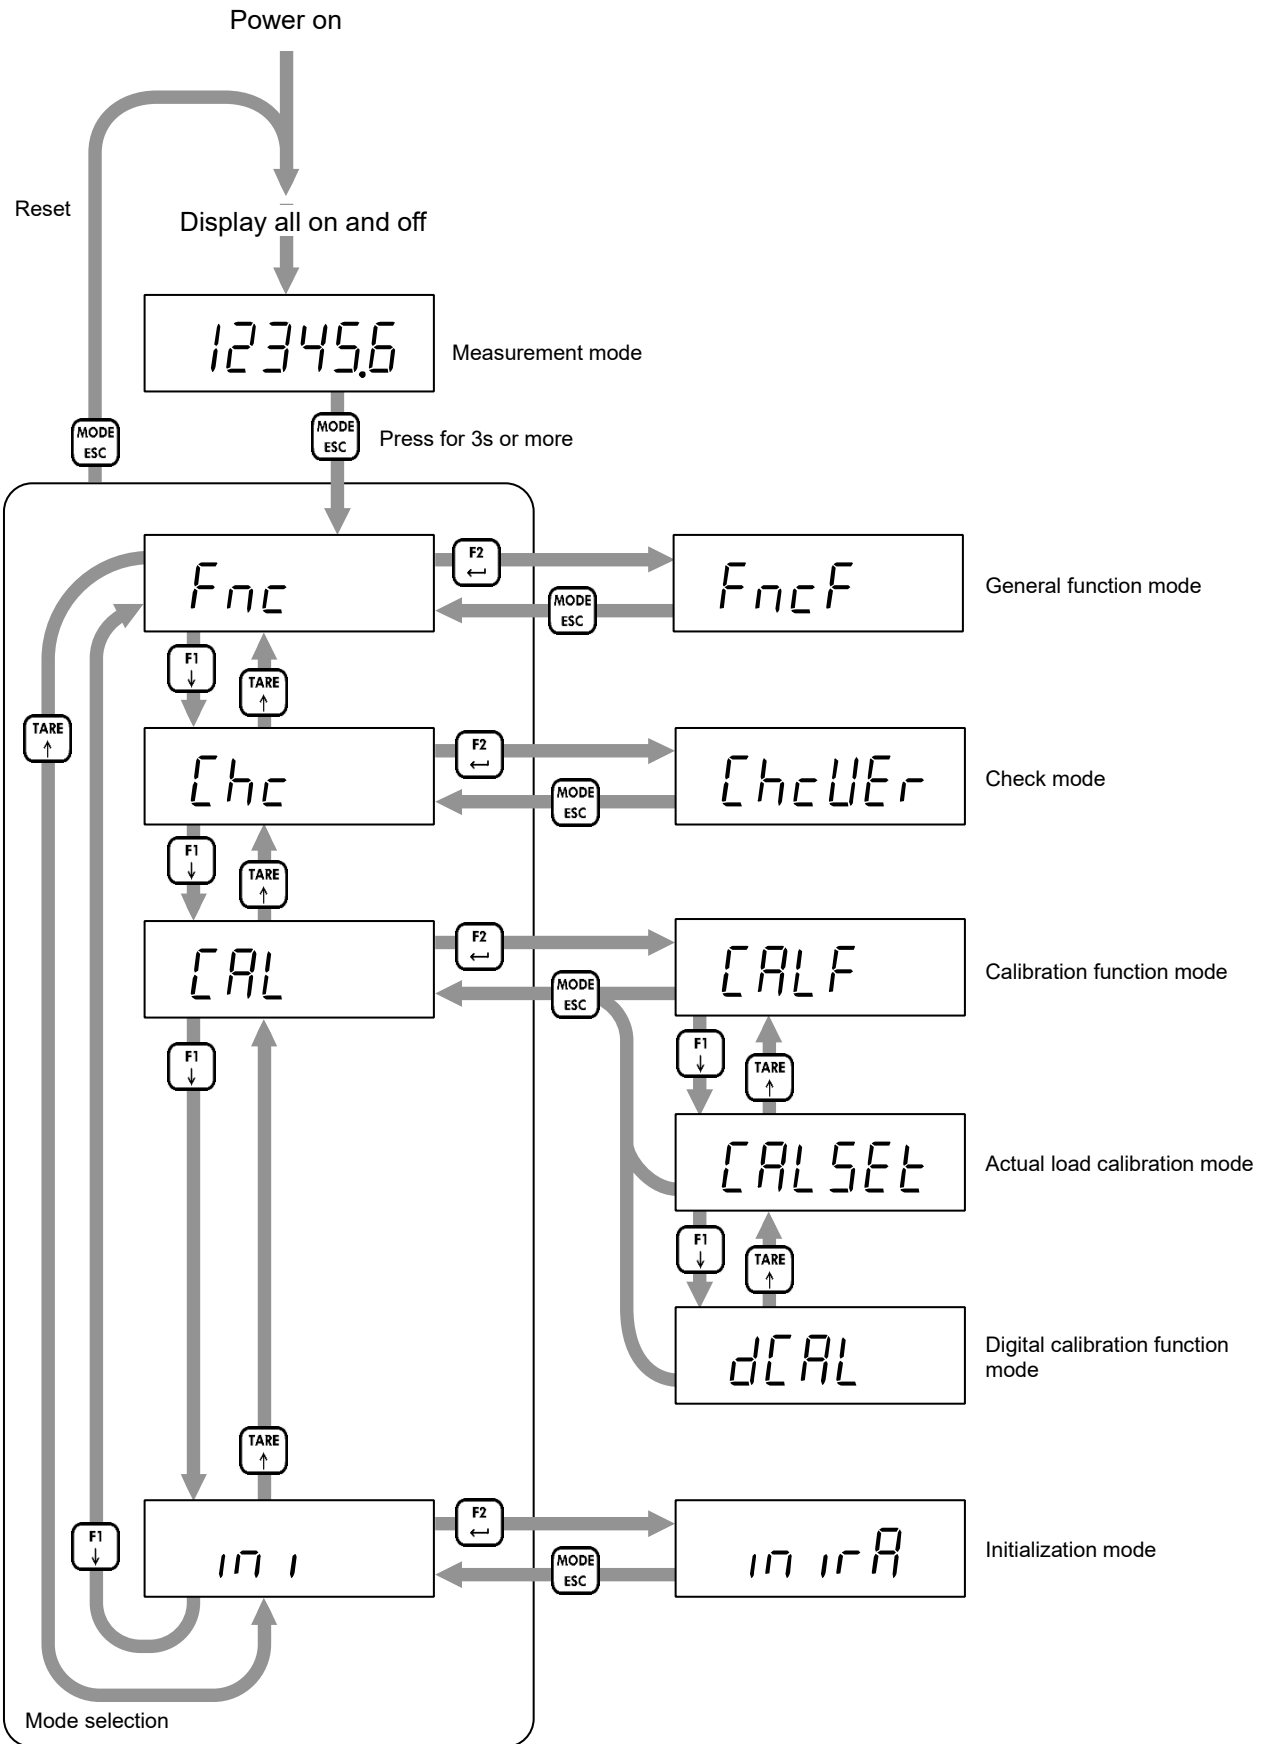 Power on
Reset
Display all on and off
12345.6
Measurement mode
MODE
ESC
MODE
ESC
Press for 3s or more
Fnc
F2
←
MODE
ESC
FncF
General function mode
F1
↓
TARE
↑
TARE
↑
Chc
F2
←
MODE
ESC
ChcVEr
Check mode
F1
↓
TARE
↑
CAL
F2
←
MODE
ESC
CALF
Calibration function mode
F1
↓
F1
↓
TARE
↑
CALSEt
Actual load calibration mode
F1
↓
TARE
↑
dCAL
Digital calibration function
mode
TARE
↑
ini
F2
←
MODE
ESC
inirA
Initialization mode
F1
↓
Mode selection